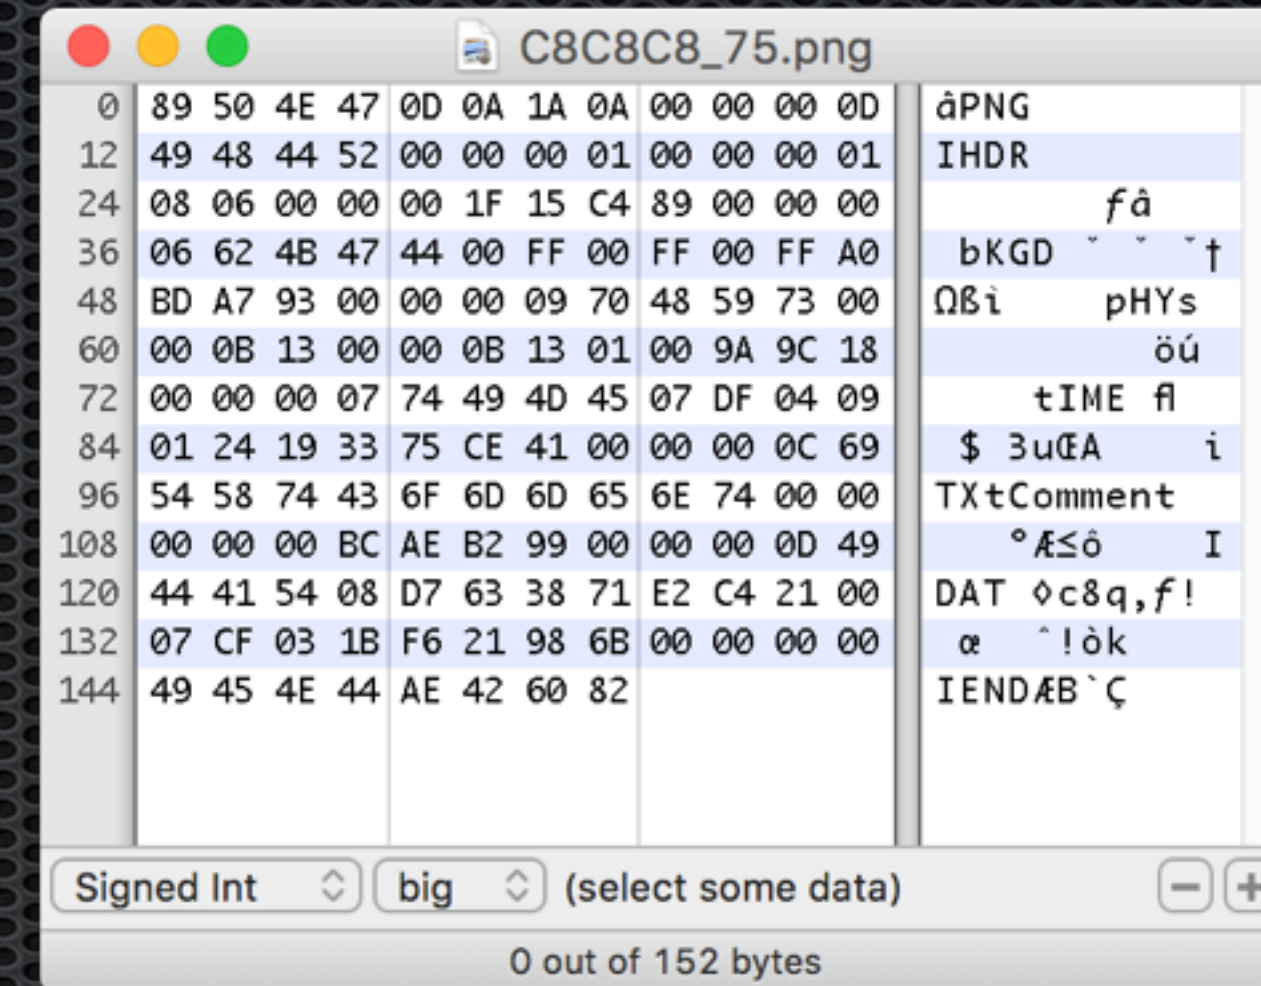 C8C8C8_75.png
0 89 50 4E 47 0D 0A 1A 0A 00 00 00 0D âPNG
12 49 48 44 52 00 00 00 01 00 00 00 01 IHDR
24 08 06 00 00 00 1F 15 C4 89 00 00 00 ƒâ
36 06 62 4B 47 44 00 FF 00 FF 00 FF A0 bKGD ˇ ˇ ˇ†
48 BD A7 93 00 00 00 09 70 48 59 73 00 Ωßì pHYs
60 00 0B 13 00 00 0B 13 01 00 9A 9C 18 öú
72 00 00 00 07 74 49 4D 45 07 DF 04 09 tIME ﬂ
84 01 24 19 33 75 CE 41 00 00 00 0C 69 $ 3uŒA i
96 54 58 74 43 6F 6D 6D 65 6E 74 00 00 TXtComment
108 00 00 00 BC AE B2 99 00 00 00 0D 49 ºÆ≤ô I
120 44 41 54 08 D7 63 38 71 E2 C4 21 00 DAT ◊c8q‚ƒ!
132 07 CF 03 1B F6 21 98 6B 00 00 00 00 œ ˆ!òk
144 49 45 4E 44 AE 42 60 82 IENDÆB`Ç
Signed Int big (select some data) − +
0 out of 152 bytes